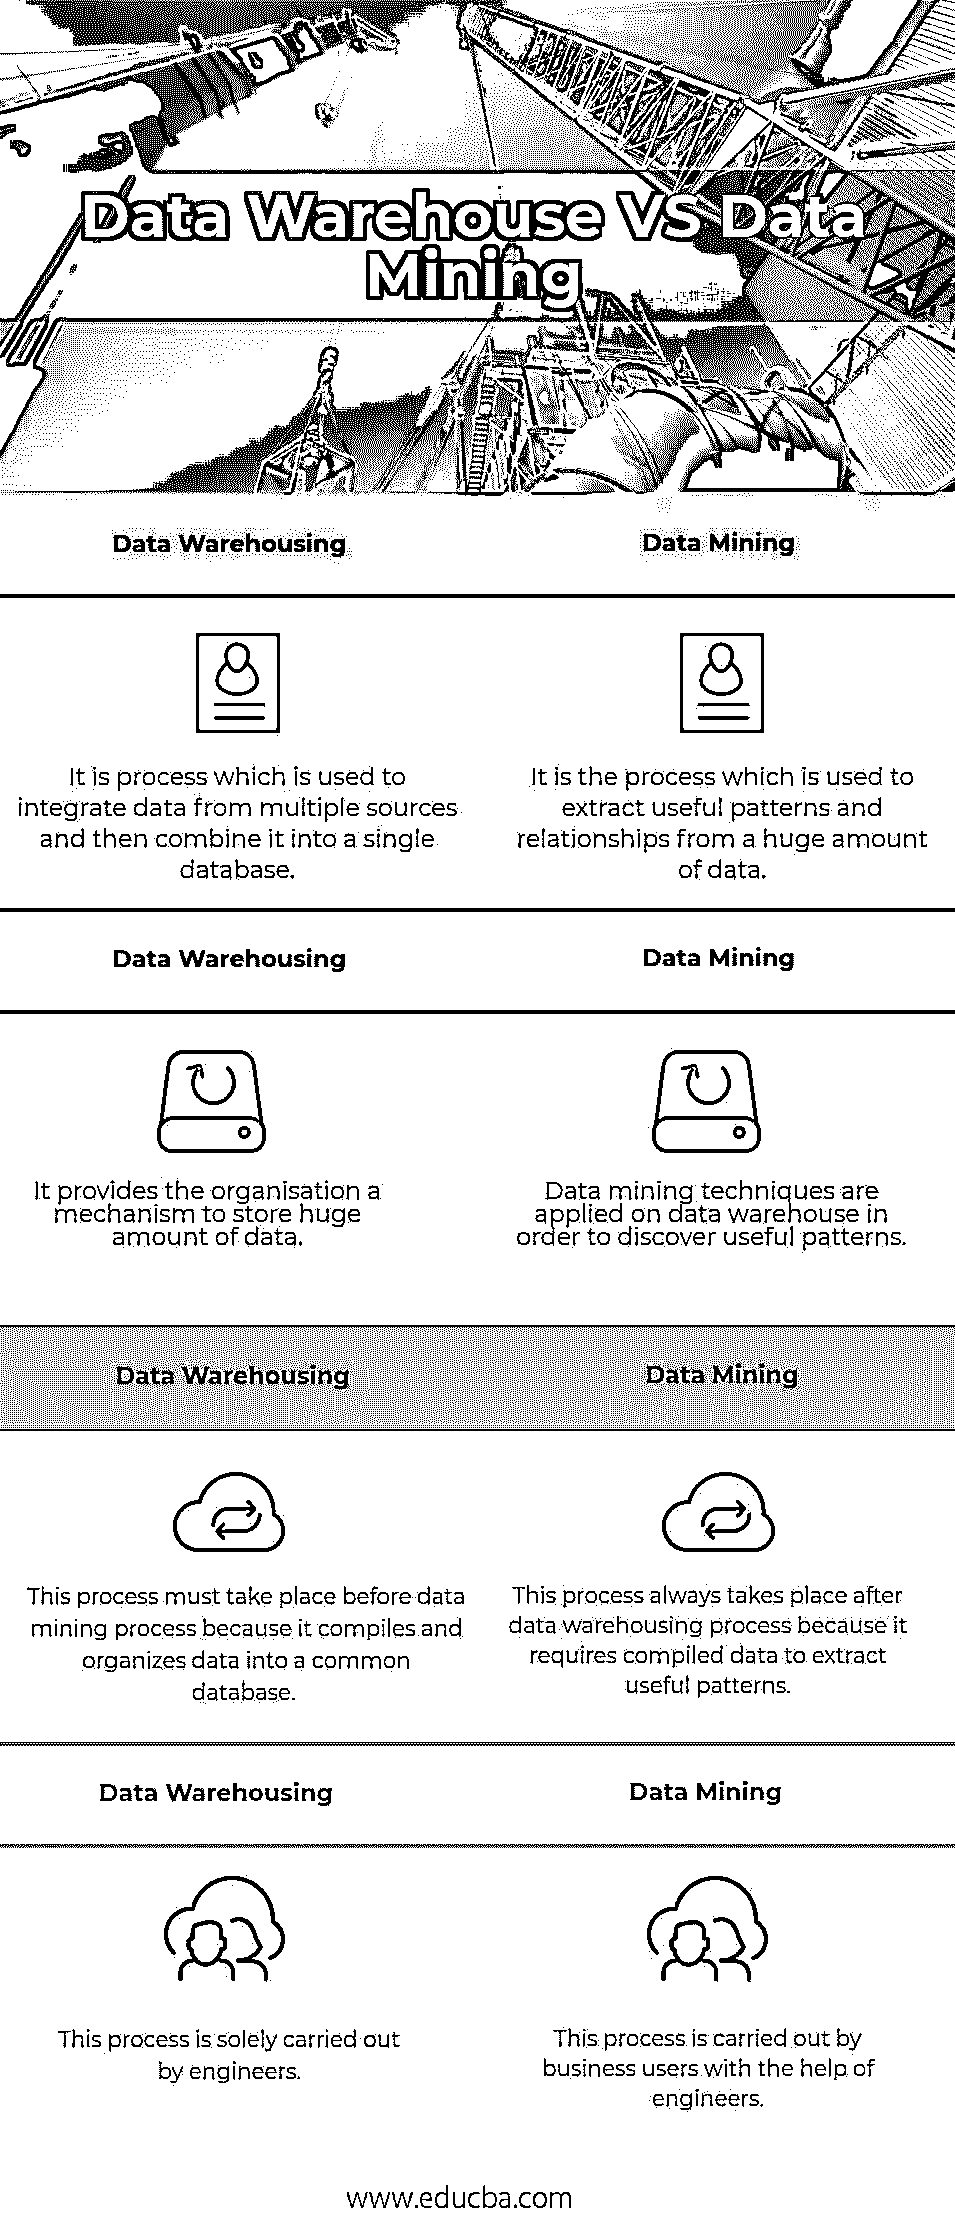 Data Warehouse VS Data
Mining
Data Warehousing
Data Mining
It is process which is used to
integrate data from multiple sources
and then combine it into a single
database.
It is the process which is used to
extract useful patterns and
relationships from a huge amount
of data.
Data Warehousing
Data Mining
It provides the organisation a
mechanism to store huge
amount of data.
Data mining techniques are
applied on data warehouse in
order to discover useful patterns.
Data Warehousing
Data Mining
This process must take place before data
mining process because it compiles and
organizes data into a common
database.
This process always takes place after
data warehousing process because it
requires compiled data to extract
useful patterns.
Data Warehousing
Data Mining
This process is solely carried out
by engineers.
This process is carried out by
business users with the help of
engineers.
www.educba.com